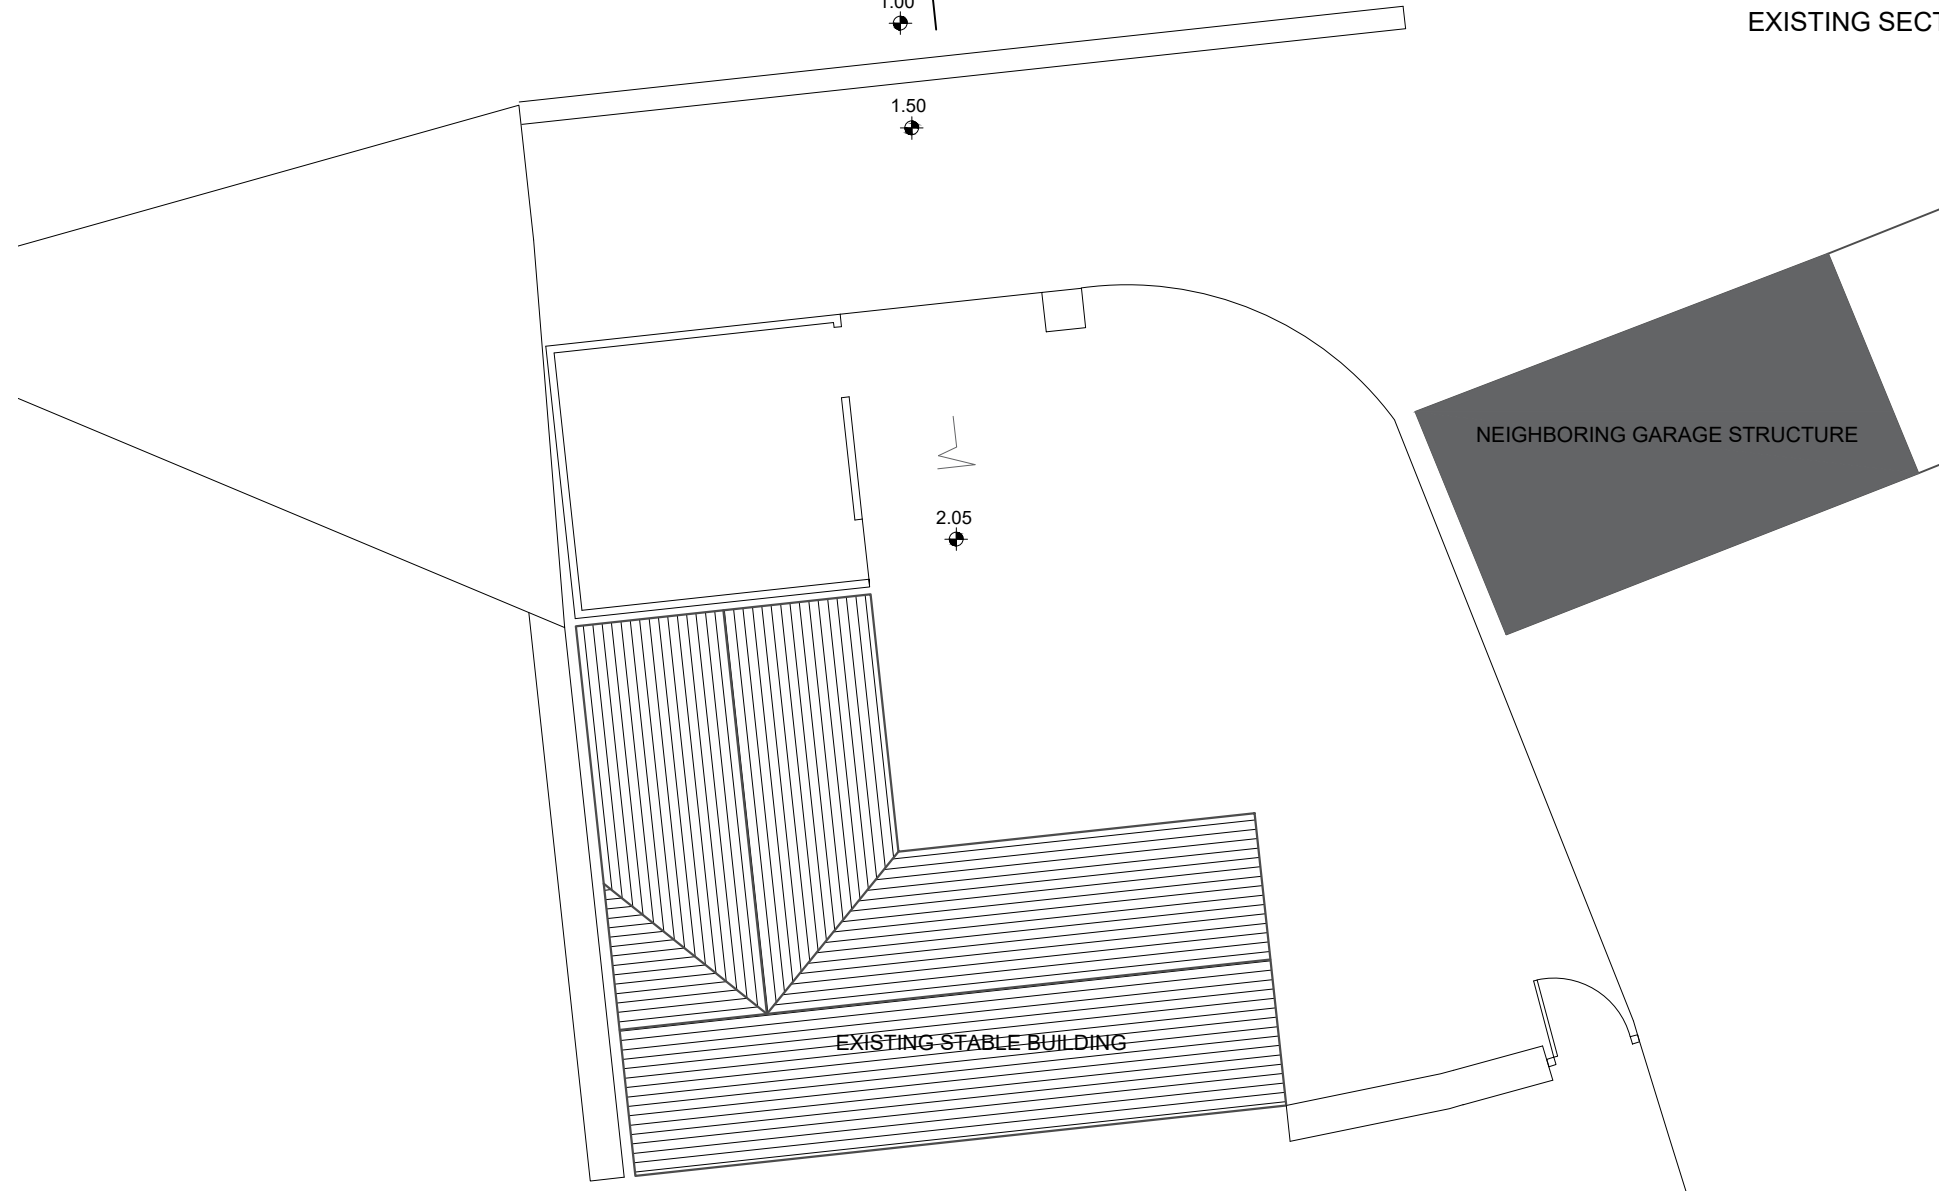 1.00
EXISTING SECT
1.50
NEIGHBORING GARAGE STRUCTURE
2.05
EXISTING STABLE BUILDING